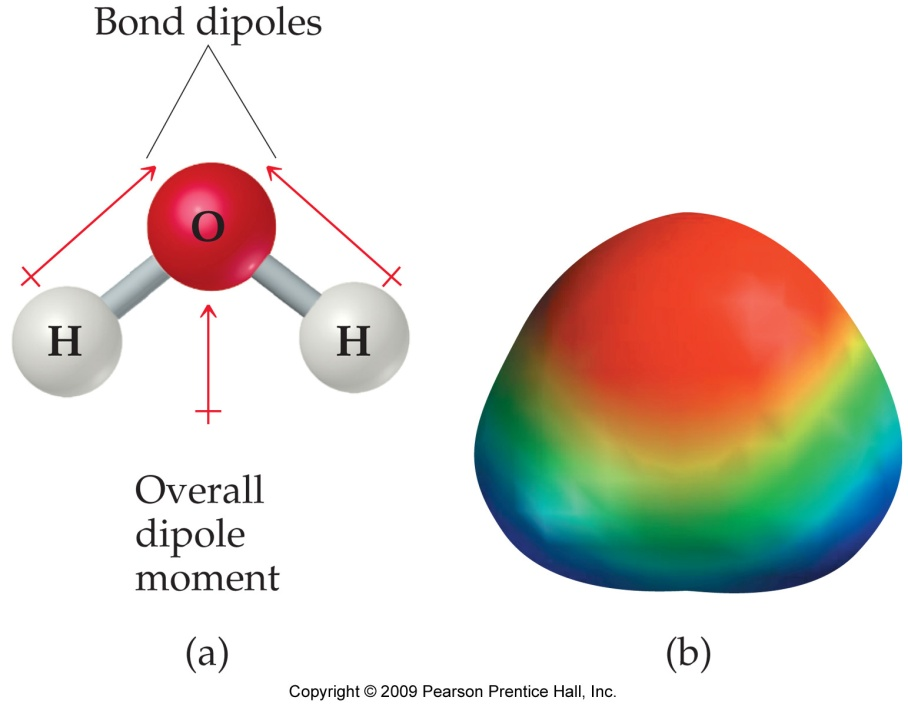 Bond dipoles
O
H
H
Overall
dipole
moment
(a)
(b)
Copyright © 2009 Pearson Prentice Hall, Inc.